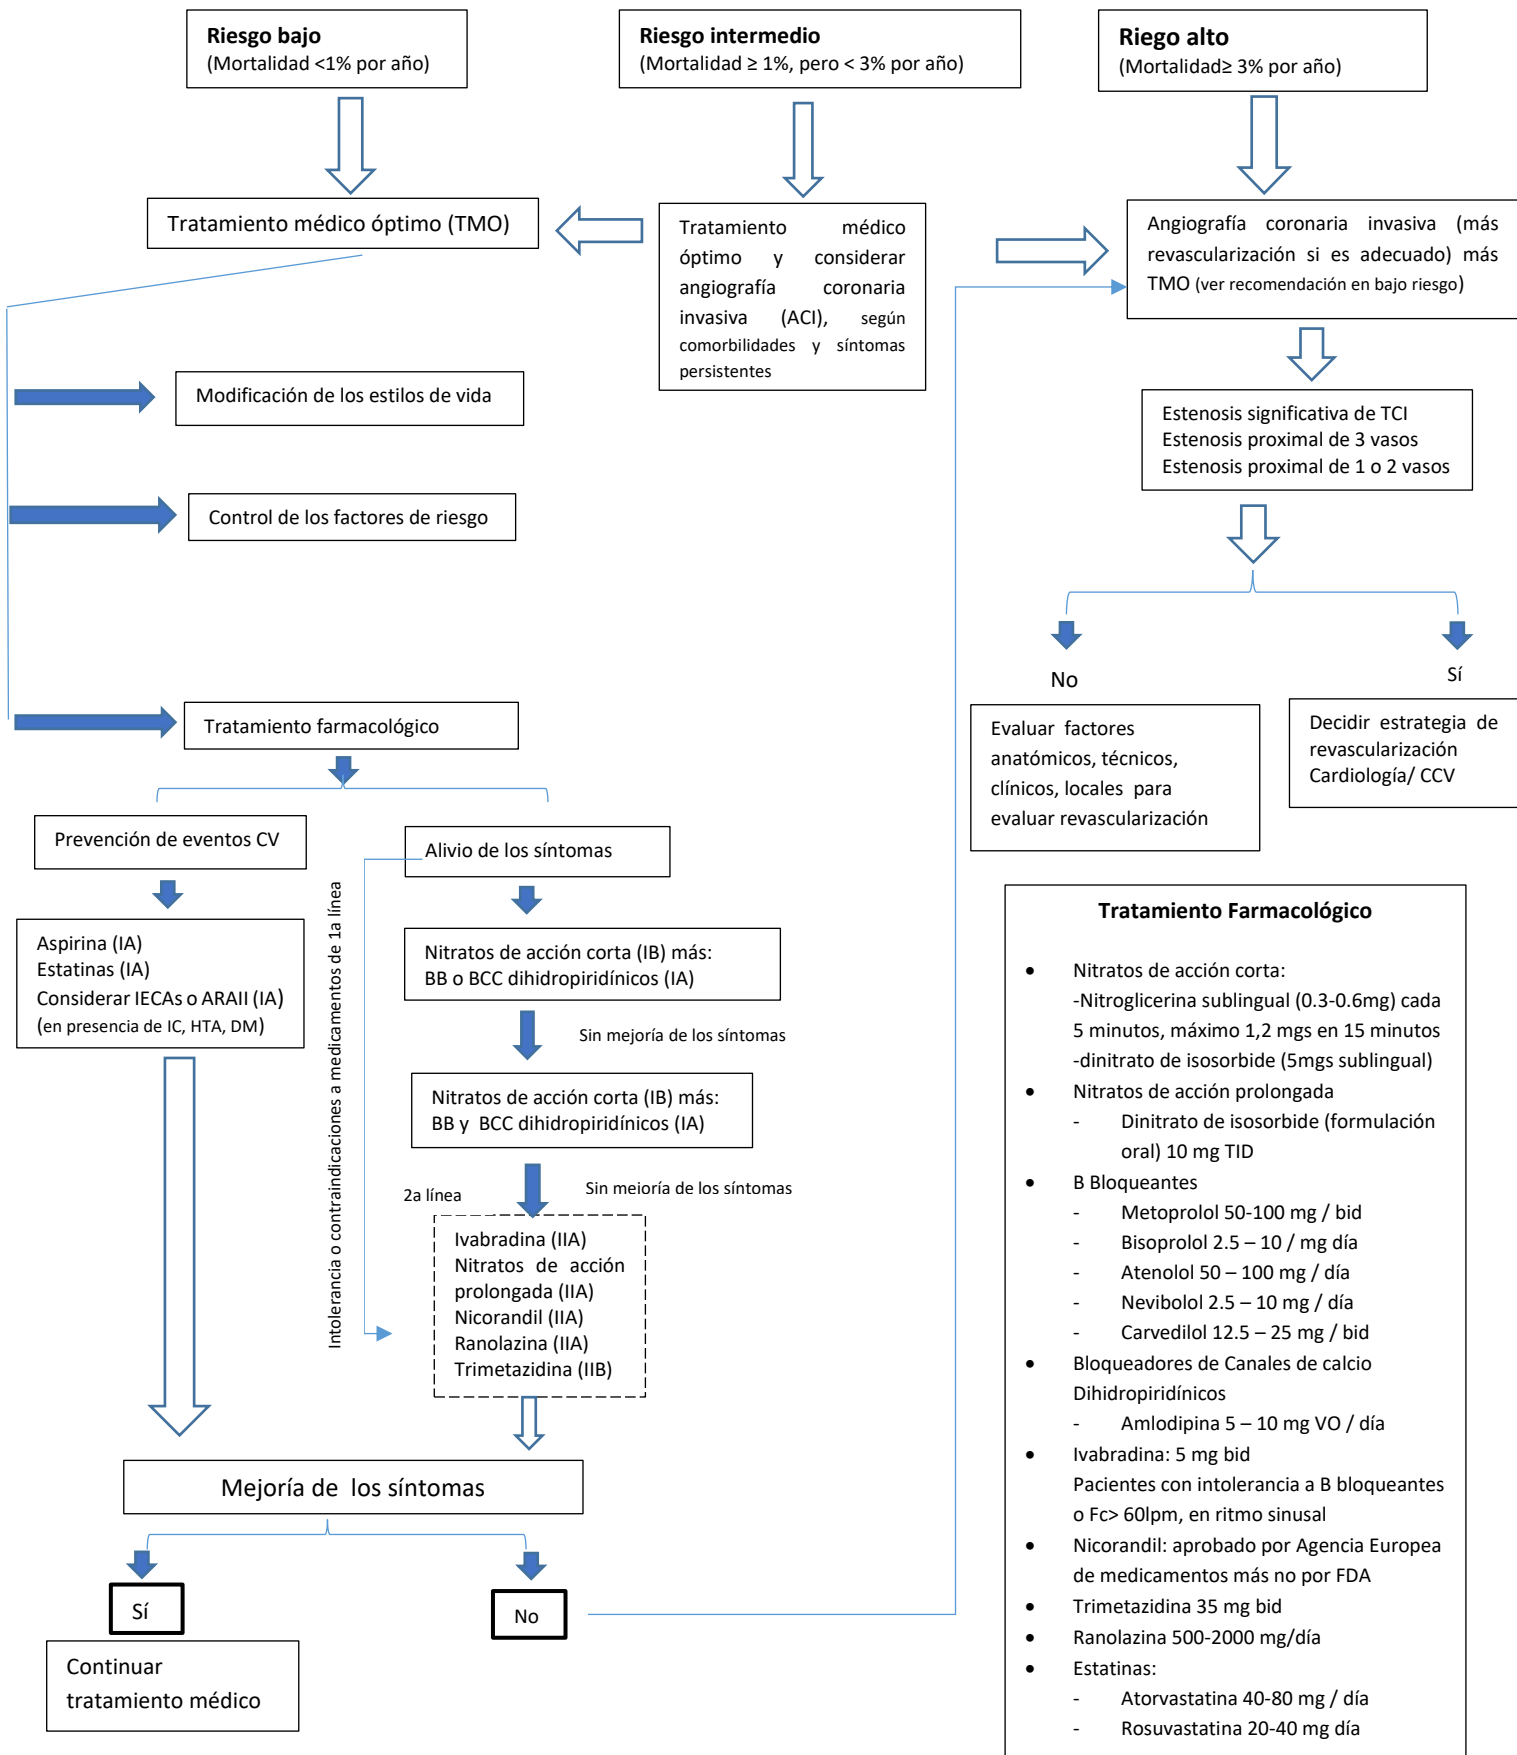 Riesgo bajo
(Mortalidad <1% por año)
Riesgo intermedio
(Mortalidad ≥ 1%, pero < 3% por año)
Riego alto
(Mortalidad≥ 3% por año)
Tratamiento médico óptimo (TMO)
Tratamiento médico
óptimo y considerar
angiografía coronaria
invasiva (ACI), según
comorbilidades y síntomas
persistentes
Angiografía coronaria invasiva (más
revascularización si es adecuado) más
TMO (ver recomendación en bajo riesgo)
Modificación de los estilos de vida
Estenosis significativa de TCI
Estenosis proximal de 3 vasos
Estenosis proximal de 1 o 2 vasos
Control de los factores de riesgo
No
Sí
Evaluar factores
anatómicos, técnicos,
clínicos, locales para
evaluar revascularización
Decidir estrategia de
revascularización
Cardiología/ CCV
Tratamiento farmacológico
Prevención de eventos CV
Alivio de los síntomas
Intolerancia o contraindicaciones a medicamentos de 1a línea
Aspirina (IA)
Estatinas (IA)
Considerar IECAs o ARAII (IA)
(en presencia de IC, HTA, DM)
Nitratos de acción corta (IB) más:
BB o BCC dihidropiridínicos (IA)
Sin mejoría de los síntomas
Nitratos de acción corta (IB) más:
BB y BCC dihidropiridínicos (IA)
2a línea
Sin meioría de los síntomas
Ivabradina (IIA)
Nitratos de acción
prolongada (IIA)
Nicorandil (IIA)
Ranolazina (IIA)
Trimetazidina (IIB)
Mejoría de los síntomas
Sí
No
Continuar
tratamiento médico
Tratamiento Farmacológico
• Nitratos de acción corta:
-Nitroglicerina sublingual (0.3-0.6mg) cada
5 minutos, máximo 1,2 mgs en 15 minutos
-dinitrato de isosorbide (5mgs sublingual)
• Nitratos de acción prolongada
- Dinitrato de isosorbide (formulación
oral) 10 mg TID
• B Bloqueantes
- Metoprolol 50-100 mg / bid
- Bisoprolol 2.5 – 10 / mg día
- Atenolol 50 – 100 mg / día
- Nevibolol 2.5 – 10 mg / día
- Carvedilol 12.5 – 25 mg / bid
• Bloqueadores de Canales de calcio
Dihidropiridínicos
- Amlodipina 5 – 10 mg VO / día
• Ivabradina: 5 mg bid
Pacientes con intolerancia a B bloqueantes
o Fc> 60lpm, en ritmo sinusal
• Nicorandil: aprobado por Agencia Europea
de medicamentos más no por FDA
• Trimetazidina 35 mg bid
• Ranolazina 500-2000 mg/día
• Estatinas:
- Atorvastatina 40-80 mg / día
- Rosuvastatina 20-40 mg día